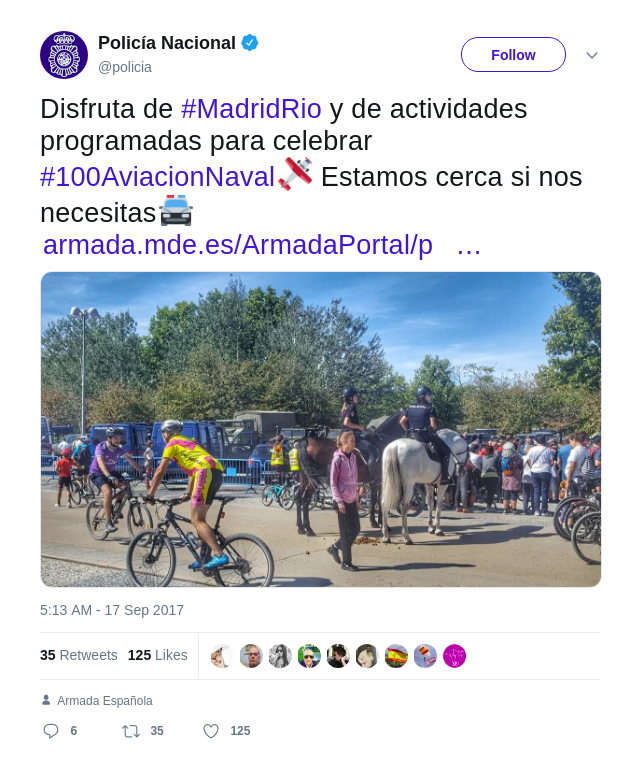 Policía Nacional
@policia
Follow
Disfruta de #MadridRio y de actividades
programadas para celebrar
#100AviacionNaval Estamos cerca si nos
necesitas
armada.mde.es/ArmadaPortal/p …
5:13 AM - 17 Sep 2017
35 Retweets 125 Likes
Armada Española
6 35 125